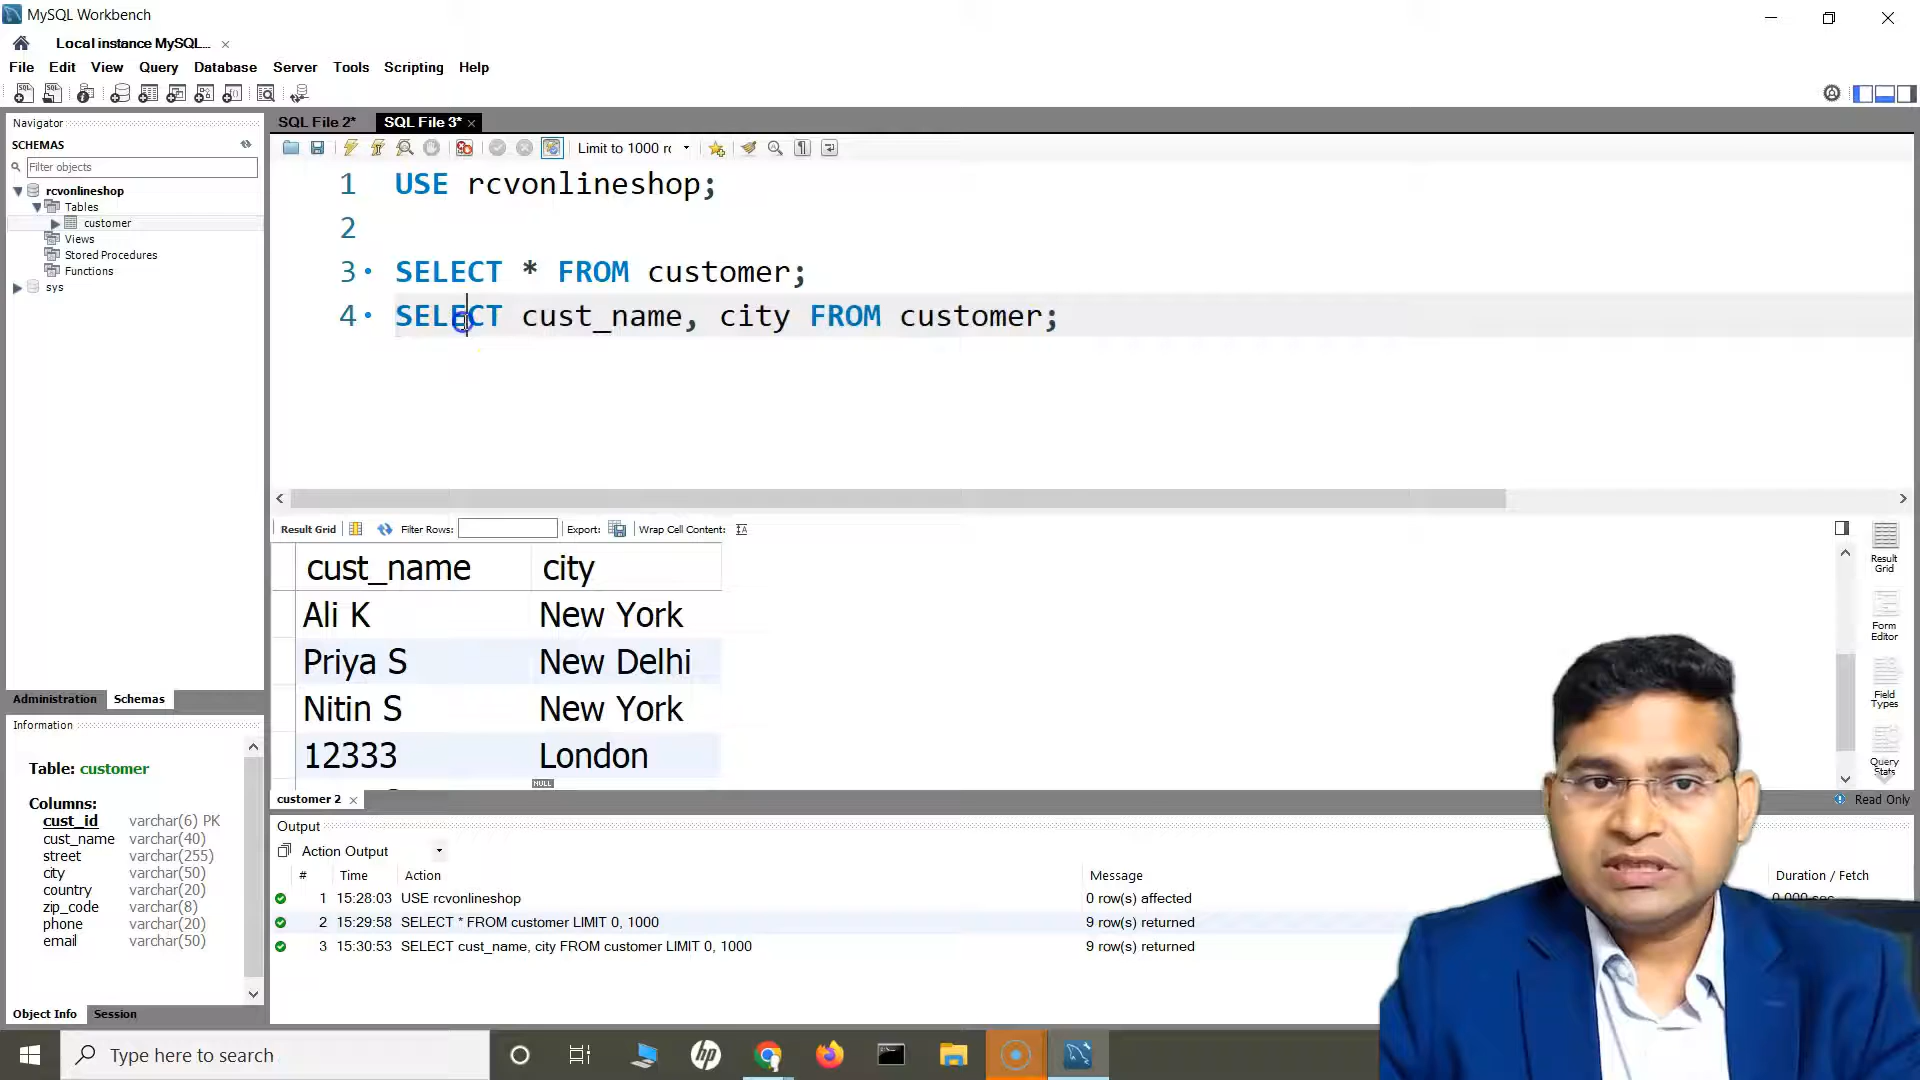 MySQL Workbench
Local instance MySQL...
File Edit View Query Database Server Tools Scripting Help
Navigator
SCHEMAS
Filter objects
rcvonlineshop
Tables
customer
Views
Stored Procedures
Functions
sys
Administration Schemas
Information
Table: customer
Columns:
cust_id varchar(6) PK
cust_name varchar(40)
street varchar(255)
city varchar(50)
country varchar(20)
zip_code varchar(8)
phone varchar(20)
email varchar(50)
Object Info Session
SQL File 2* SQL File 3*
Limit to 1000 rc
1 USE rcvonlineshop;
2
3 SELECT * FROM customer;
4 SELECT cust_name, city FROM customer;
Result Grid Filter Rows: Export: Wrap Cell Content:
cust_name city
Ali K New York
Priya S New Delhi
Nitin S New York
12333 London
NULL
Result Grid
Form Editor
Field Types
Query Stats
customer 2
Read Only
Output
Action Output
# Time Action Message Duration / Fetch
1 15:28:03 USE rcvonlineshop 0 row(s) affected 0.000 sec
2 15:29:58 SELECT * FROM customer LIMIT 0, 1000 9 row(s) returned
3 15:30:53 SELECT cust_name, city FROM customer LIMIT 0, 1000 9 row(s) returned
Type here to search
hp